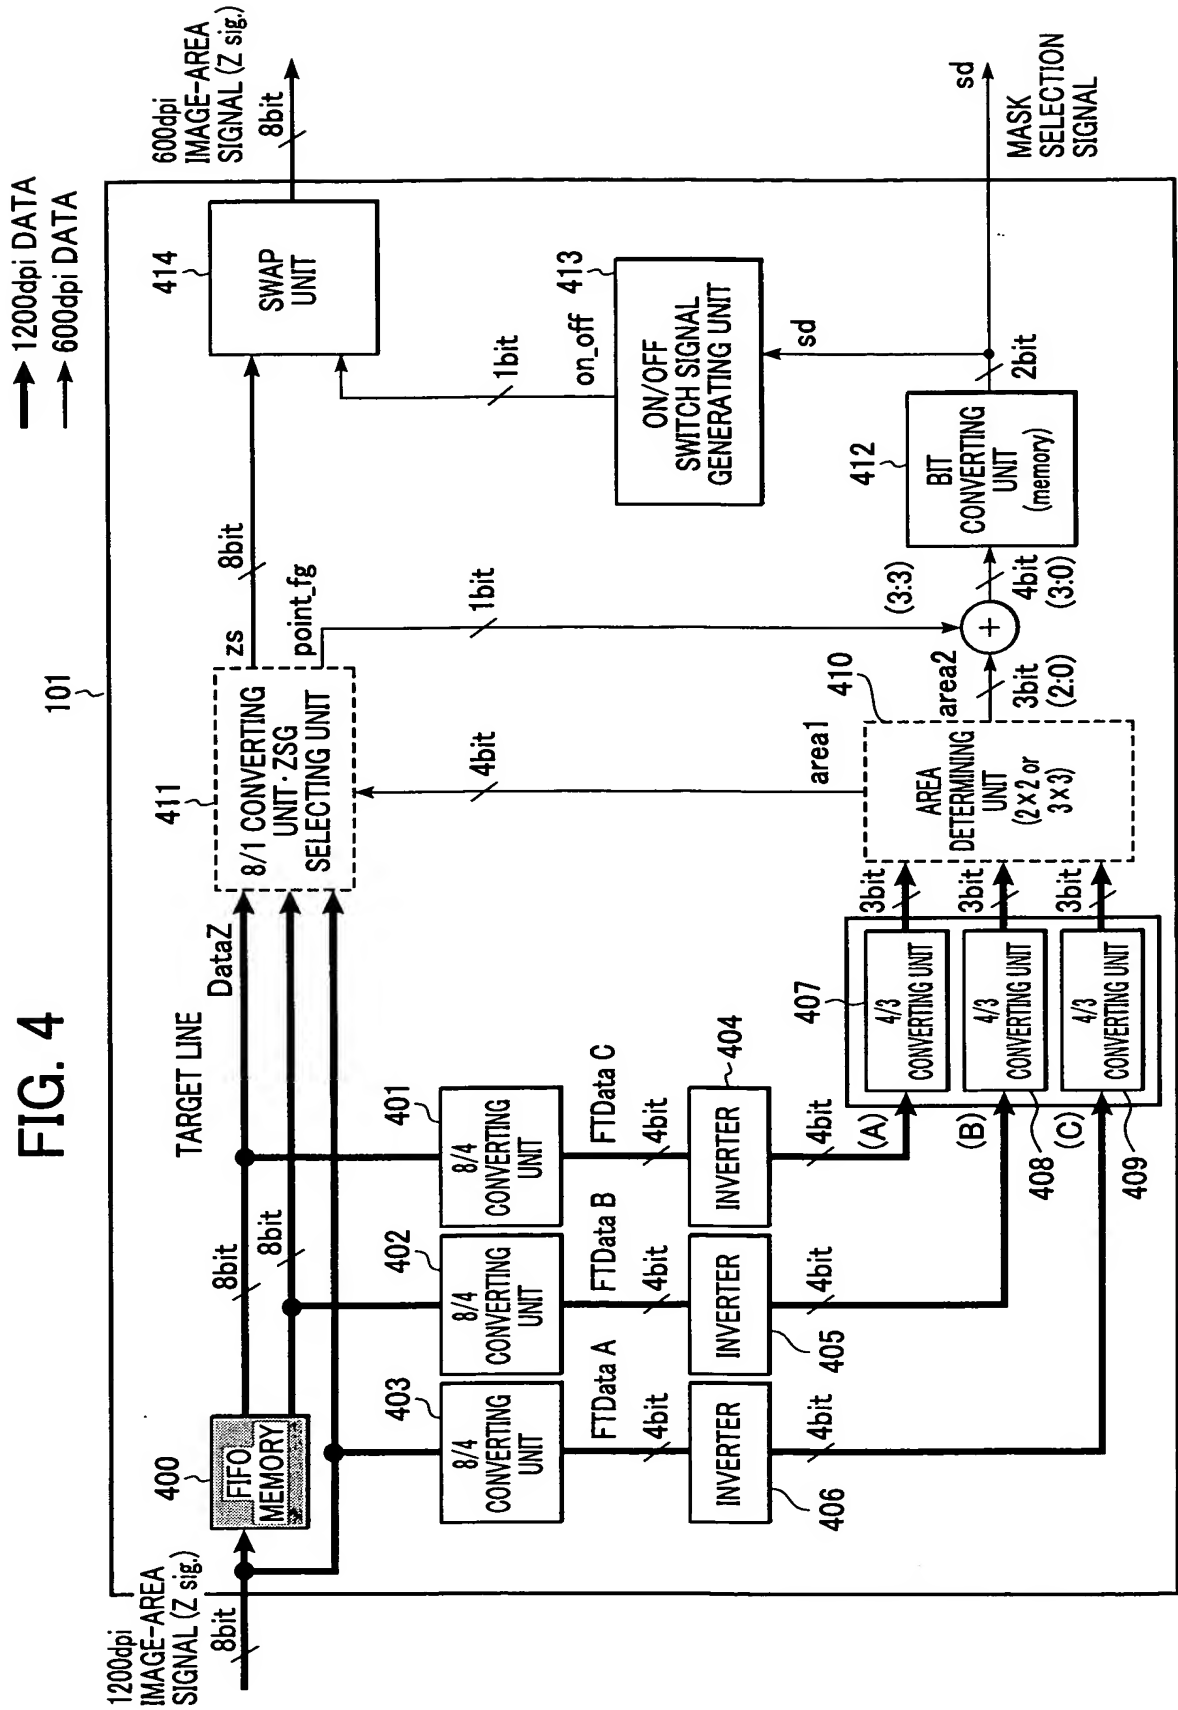 FIG. 4
1200dpi DATA
600dpi DATA
101
1200dpi
IMAGE-AREA
SIGNAL (Z sig.)
8bit
400
FIFO
MEMORY
8bit
8bit
TARGET LINE
DataZ
411
8/1 CONVERTING
UNIT·ZSG
SELECTING UNIT
zs
8bit
point_fg
1bit
414
SWAP
UNIT
600dpi
IMAGE-AREA
SIGNAL (Z sig.)
8bit
403
8/4
CONVERTING
UNIT
402
8/4
CONVERTING
UNIT
401
8/4
CONVERTING
UNIT
FTData A
4bit
FTData B
4bit
FTData C
4bit
INVERTER
406
INVERTER
405
INVERTER
404
4bit
4bit
4bit
(A)
(B)
(C)
407
4/3
CONVERTING UNIT
408
4/3
CONVERTING UNIT
409
4/3
CONVERTING UNIT
3bit
3bit
3bit
410
AREA
DETERMINING
UNIT
(2×2 or
3×3)
area1
4bit
area2
3bit
(2:0)
+
(3:3)
4bit
(3:0)
412
BIT
CONVERTING
UNIT
(memory)
2bit
sd
413
ON/OFF
SWITCH SIGNAL
GENERATING UNIT
on_off
1bit
sd
MASK
SELECTION
SIGNAL